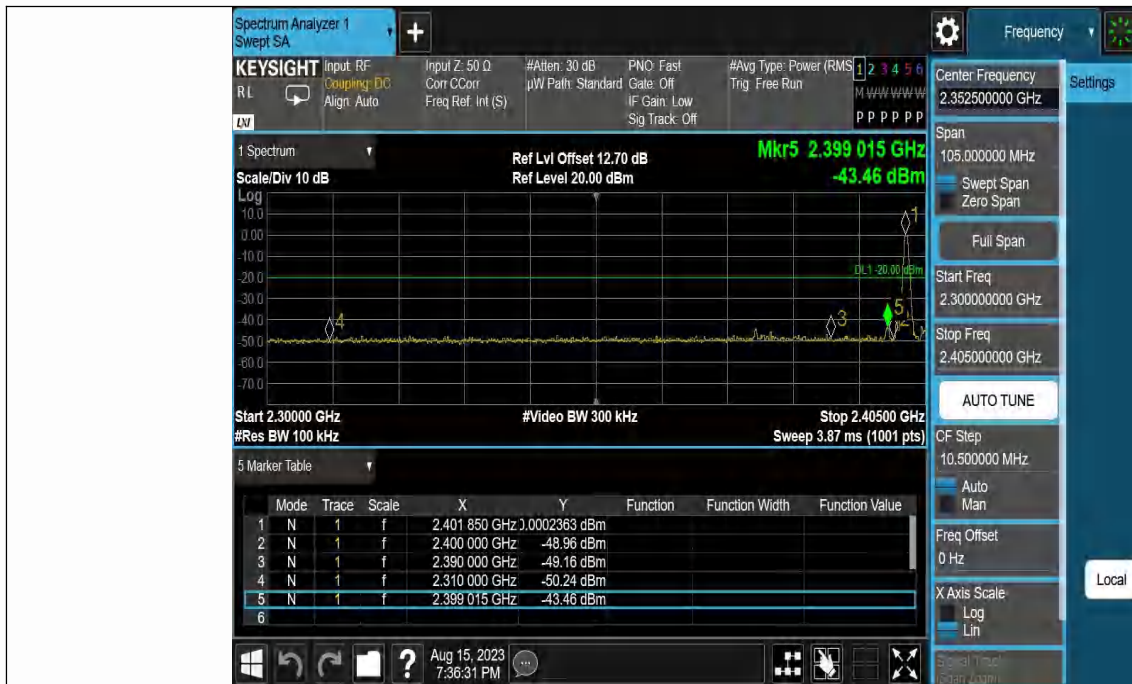 Spectrum Analyzer 1
Swept SA
+
Frequency
KEYSIGHT
RL
LXI
Input: RF
Coupling: DC
Align: Auto
Input Z: 50 Ω
Corr CCorr
Freq Ref: Int (S)
#Atten: 30 dB
µW Path: Standard
PNO: Fast
Gate: Off
IF Gain: Low
Sig Track: Off
#Avg Type: Power (RMS
Trig: Free Run
1 2 3 4 5 6
M W W W W W
P P P P P P
Center Frequency
2.352500000 GHz
Settings
Span
105.000000 MHz
Swept Span
Zero Span
Full Span
Start Freq
2.300000000 GHz
Stop Freq
2.405000000 GHz
AUTO TUNE
CF Step
10.500000 MHz
Auto
Man
Freq Offset
0 Hz
X Axis Scale
Log
Lin
Local
1 Spectrum
Scale/Div 10 dB
Ref Lvl Offset 12.70 dB
Ref Level 20.00 dBm
Mkr5 2.399 015 GHz
-43.46 dBm
Log
10.0
0.00
-10.0
-20.0
-30.0
-40.0
-50.0
-60.0
-70.0
1
DL1 -20.00 dBm
4
3
5
2
Start 2.30000 GHz
#Video BW 300 kHz
Stop 2.40500 GHz
#Res BW 100 kHz
Sweep 3.87 ms (1001 pts)
5 Marker Table
Mode Trace Scale X Y Function Function Width Function Value
1 N 1 f 2.401 850 GHz 0.0002363 dBm
2 N 1 f 2.400 000 GHz -48.96 dBm
3 N 1 f 2.390 000 GHz -49.16 dBm
4 N 1 f 2.310 000 GHz -50.24 dBm
5 N 1 f 2.399 015 GHz -43.46 dBm
6
?
Aug 15, 2023
7:36:31 PM